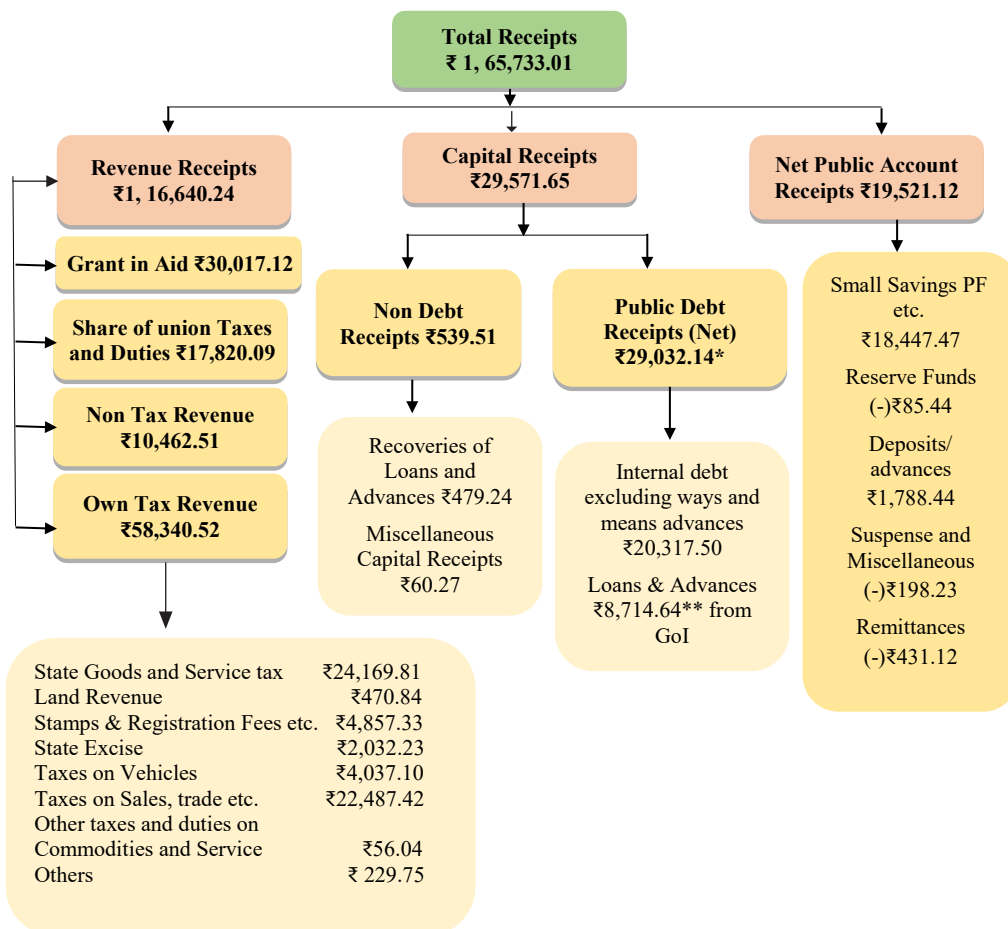 Total Receipts
₹ 1, 65,733.01
Revenue Receipts
₹1, 16,640.24
Grant in Aid ₹30,017.12
Share of union Taxes
and Duties ₹17,820.09
Non Tax Revenue
₹10,462.51
Own Tax Revenue
₹58,340.52
State Goods and Service tax ₹24,169.81
Land Revenue ₹470.84
Stamps & Registration Fees etc. ₹4,857.33
State Excise ₹2,032.23
Taxes on Vehicles ₹4,037.10
Taxes on Sales, trade etc. ₹22,487.42
Other taxes and duties on
Commodities and Service ₹56.04
Others ₹ 229.75
Capital Receipts
₹29,571.65
Non Debt
Receipts ₹539.51
Recoveries of
Loans and
Advances ₹479.24
Miscellaneous
Capital Receipts
₹60.27
Public Debt
Receipts (Net)
₹29,032.14*
Internal debt
excluding ways and
means advances
₹20,317.50
Loans & Advances
₹8,714.64** from
GoI
Net Public Account
Receipts ₹19,521.12
Small Savings PF
etc.
₹18,447.47
Reserve Funds
(-)₹85.44
Deposits/
advances
₹1,788.44
Suspense and
Miscellaneous
(-)₹198.23
Remittances
(-)₹431.12